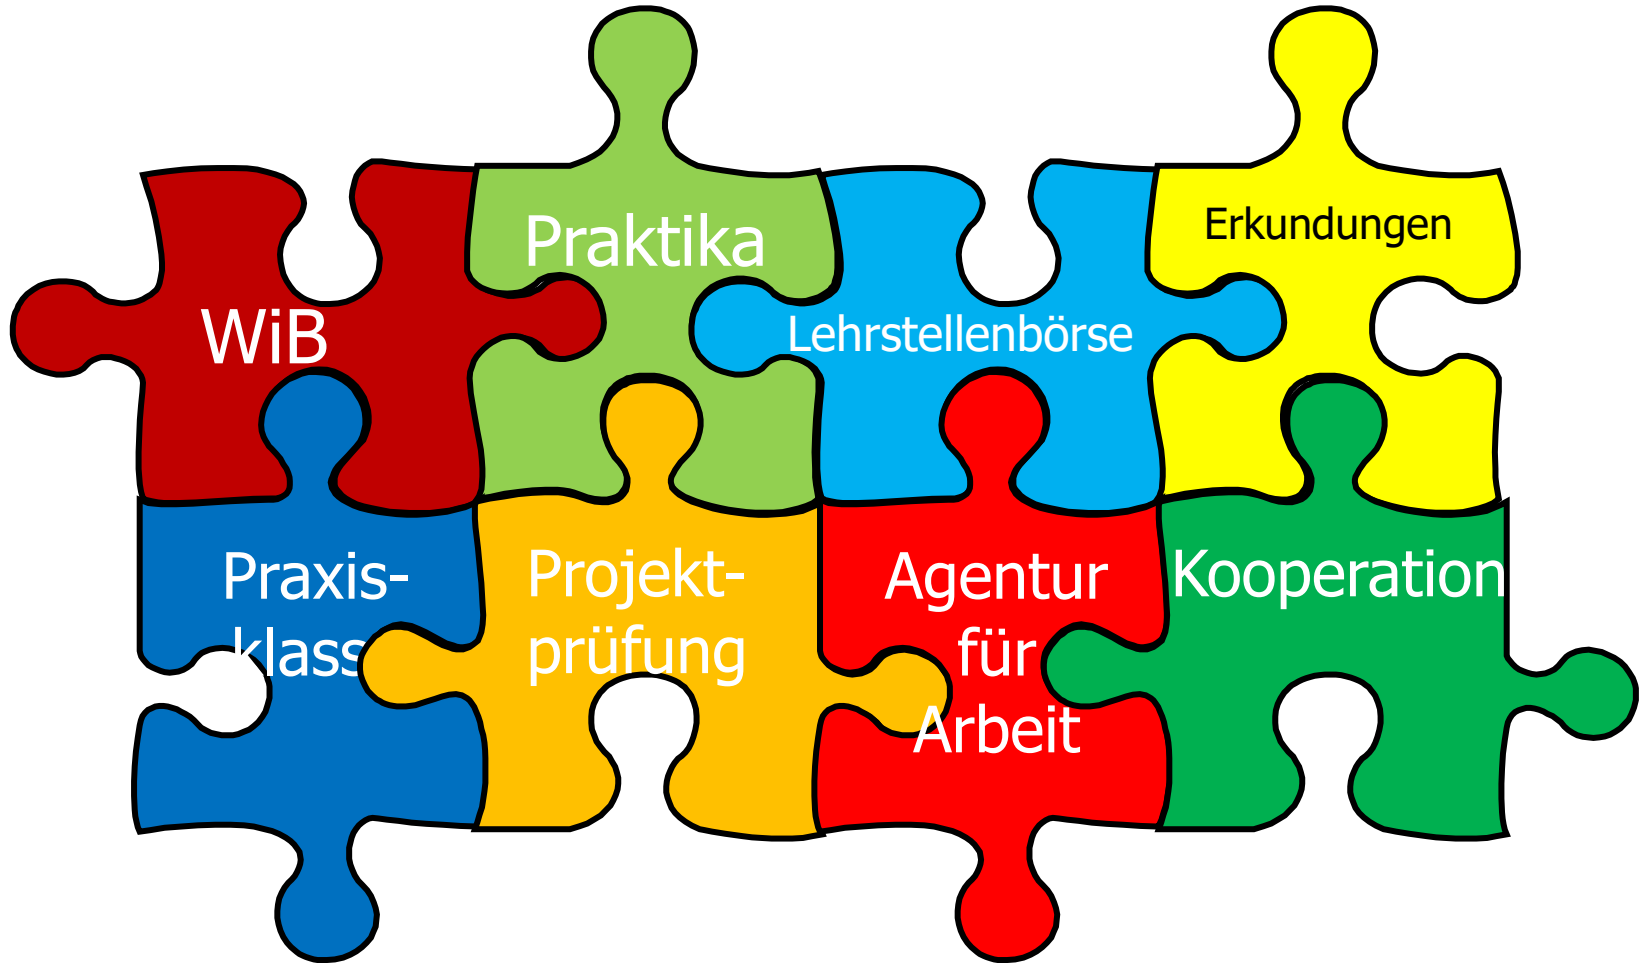 WiB
Praktika
Lehrstellenbörse
Erkundungen
Praxis-
klass
Projekt-
prüfung
Agentur
für
Arbeit
Kooperation